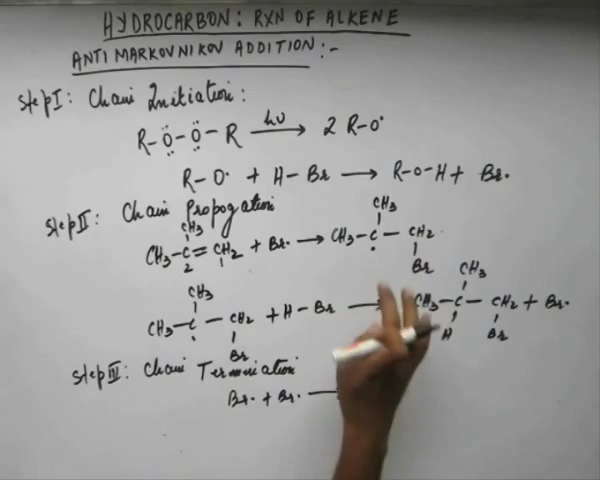 HYDROCARBON: RXN OF ALKENE
ANTI MARKOVNIKOV ADDITION:-
Step I: Chain Initiation:
R-Ö-Ö-R hν → 2 R-O•
R-O• + H-Br → R-O-H + Br•
Step II: Chain Propogation
CH3 CH3
CH3-C=CH2 + Br• → CH3-C-CH2
2 Br
CH3 CH3
CH3-C-CH2 + H-Br → CH3-C-CH2 + Br•
Br H Br
Step III: Chain Termination
Br• + Br• —